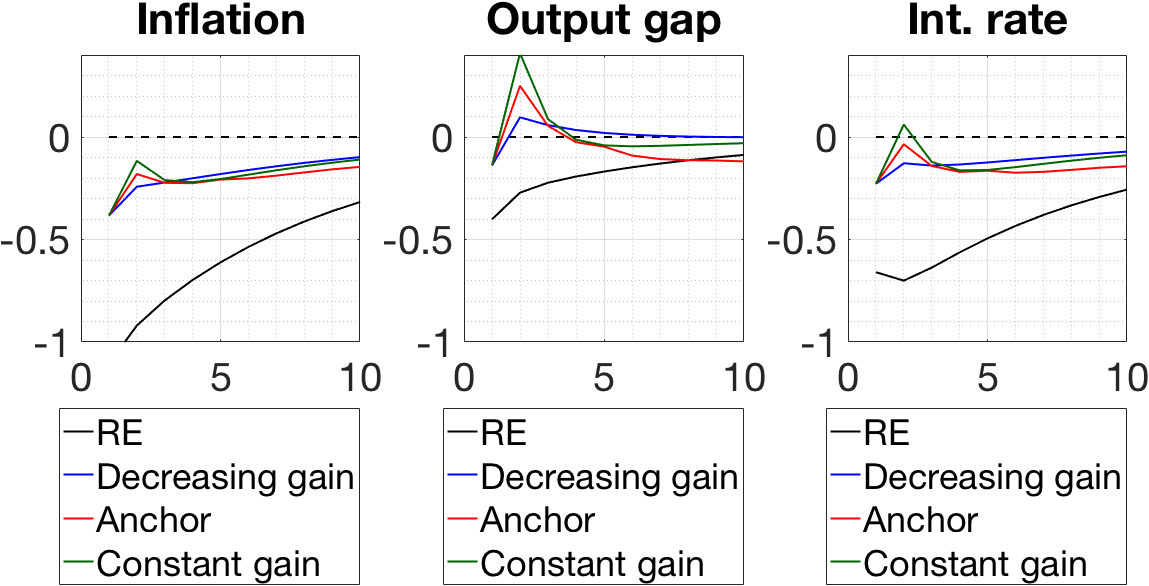 Inflation
0
-0.5
-1
0 5 10
RE
Decreasing gain
Anchor
Constant gain
Output gap
0
-0.5
-1
0 5 10
RE
Decreasing gain
Anchor
Constant gain
Int. rate
0
-0.5
-1
0 5 10
RE
Decreasing gain
Anchor
Constant gain